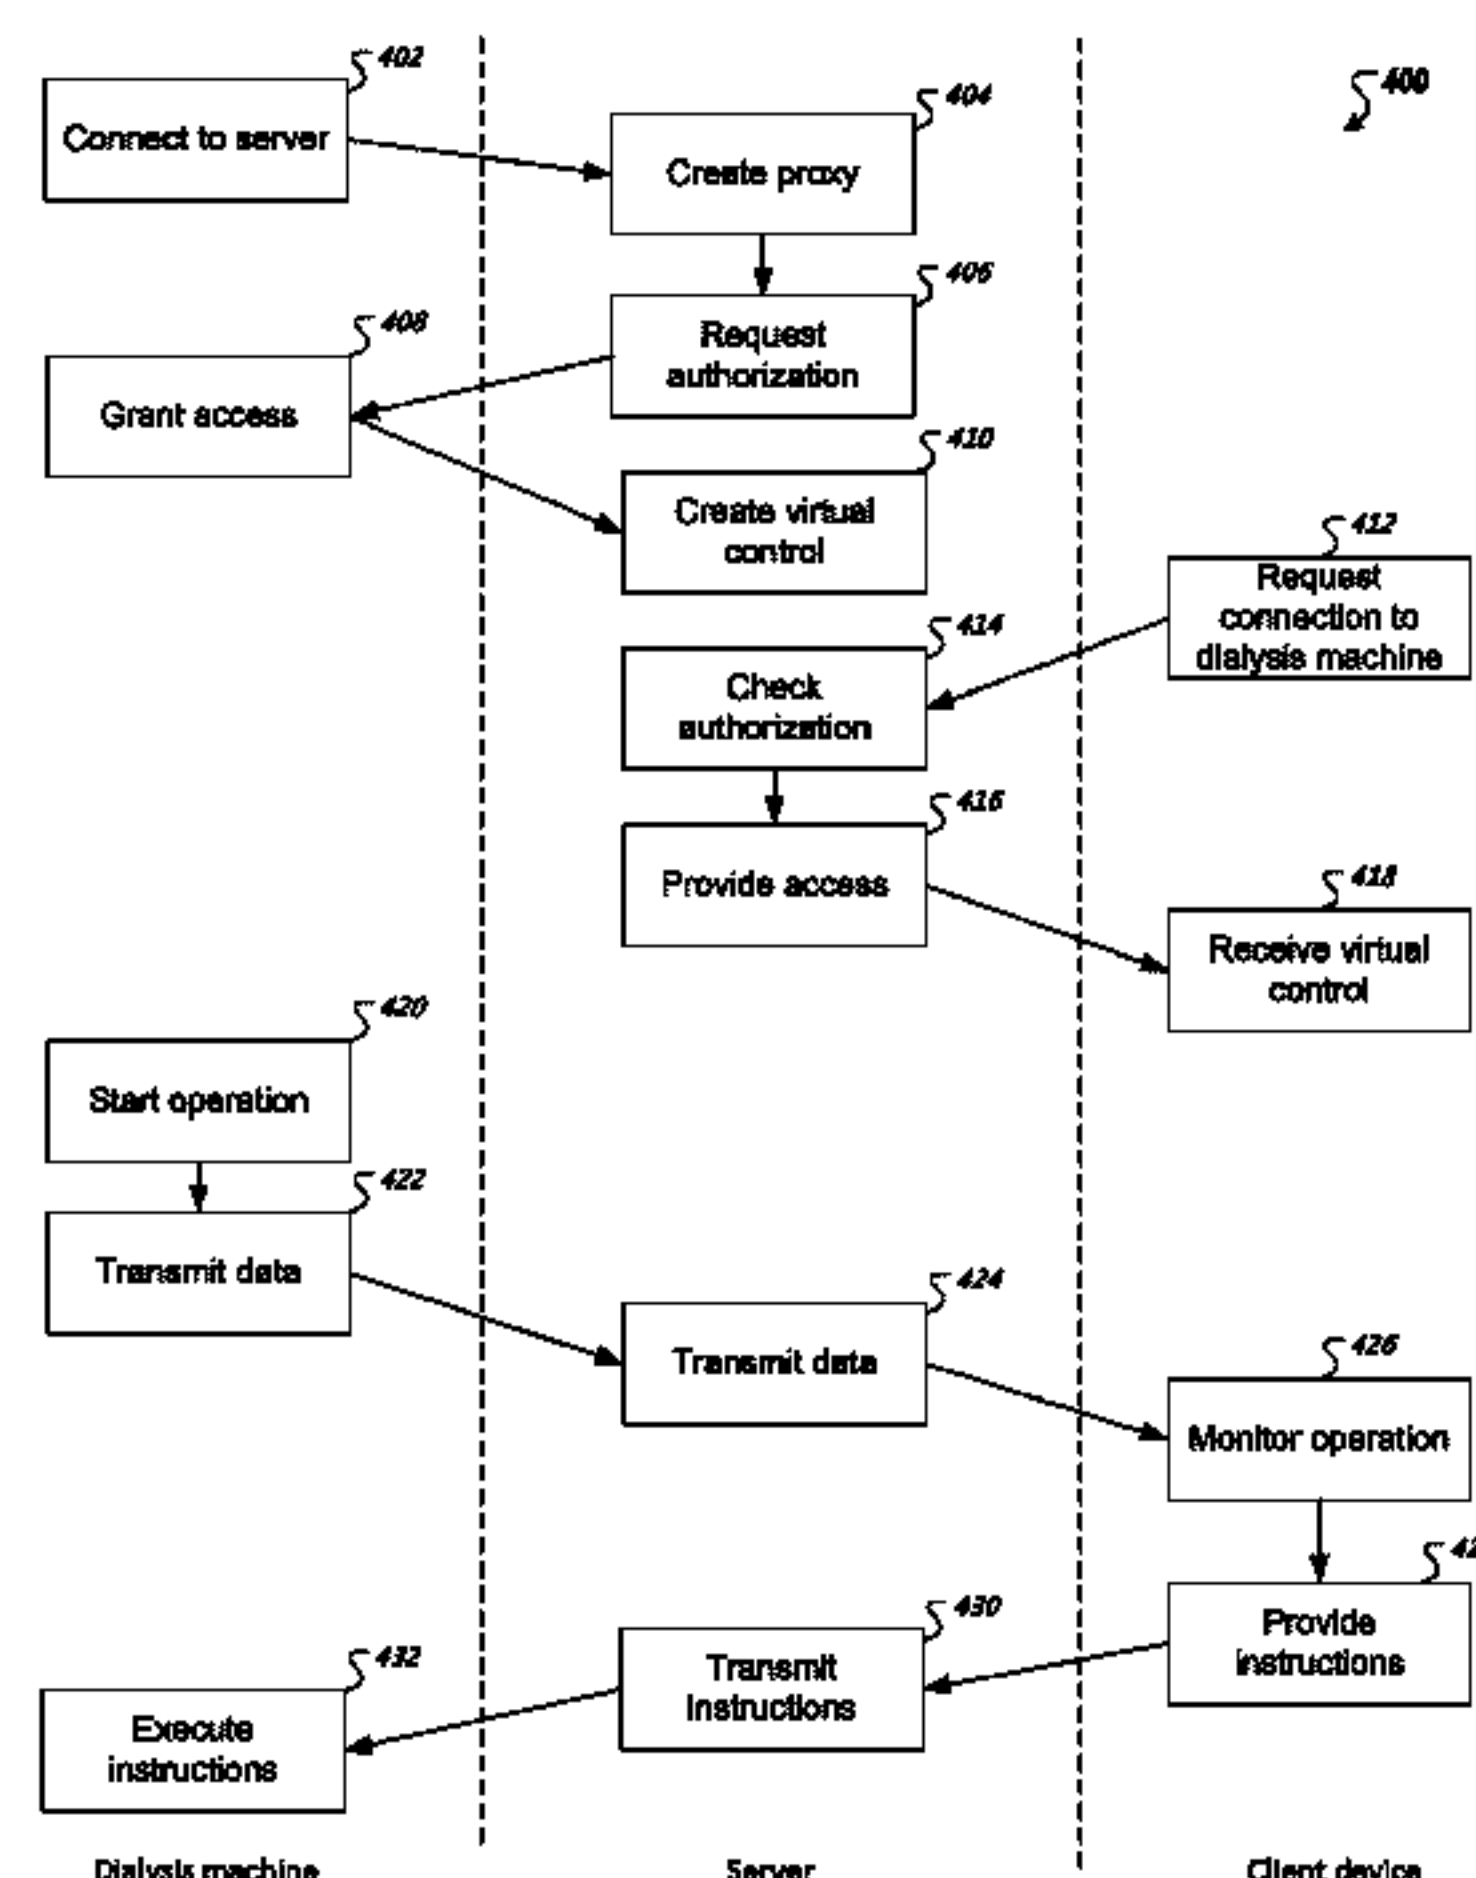 402
Connect to server
404
Create proxy
400
406
Request
authorization
408
Grant access
410
Create virtual
control
412
Request
connection to
dialysis machine
414
Check
authorization
416
Provide access
418
Receive virtual
control
420
Start operation
422
Transmit data
424
Transmit data
426
Monitor operation
42
Provide
instructions
430
Transmit
instructions
432
Execute
instructions
Dialysis machine
Server
Client device